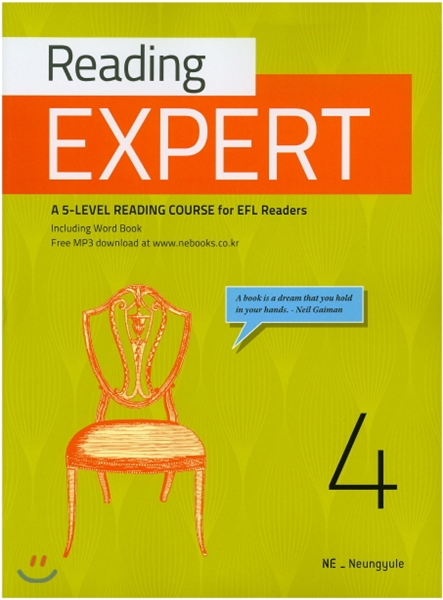 Reading
EXPERT
A 5-LEVEL READING COURSE for EFL Readers
Including Word Book
Free MP3 download at www.nebooks.co.kr
A book is a dream that you hold
in your hands. - Neil Gaiman
4
NE _ Neungyule